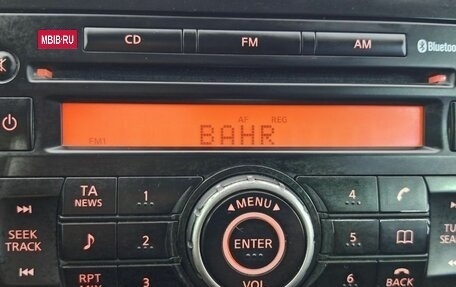 MBIB.RU
CD FM AM Bluetoo
AF REG
FM1 BAHR
TA NEWS 1 MENU 4
SEEK TRACK 2 ENTER 5
RPT 3 VOL 6 BACK